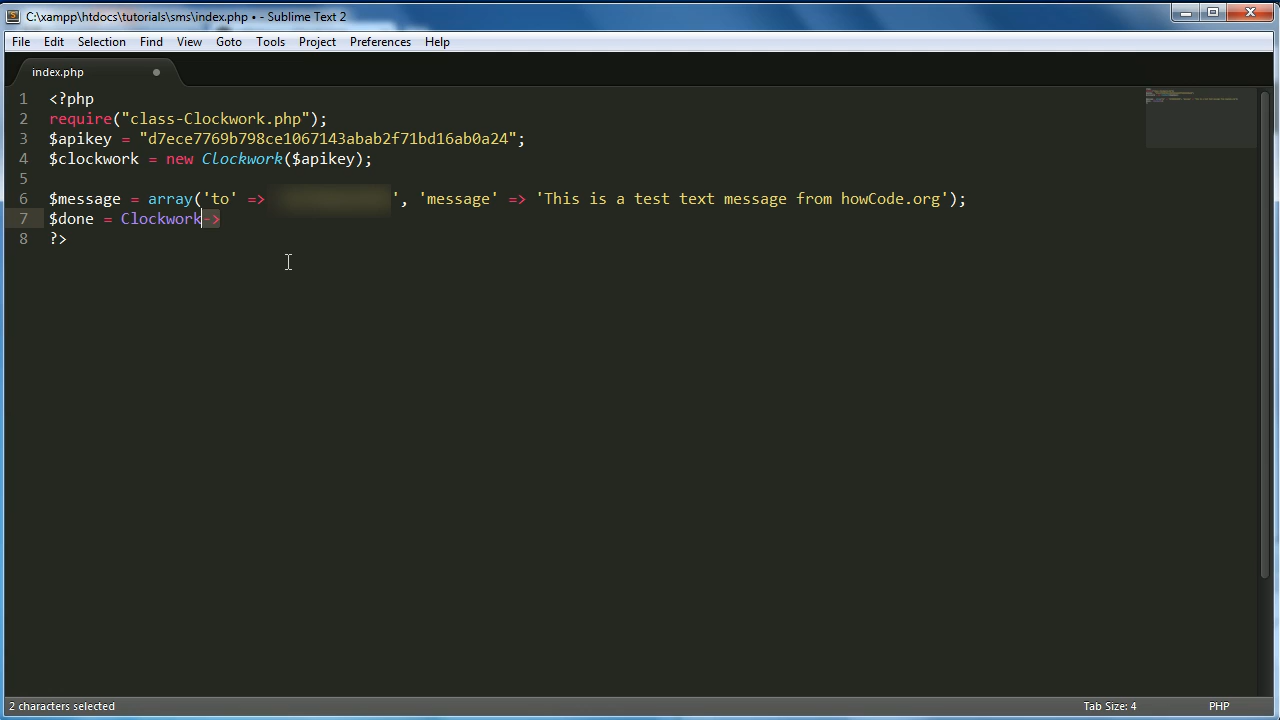 C:\xampp\htdocs\tutorials\sms\index.php • - Sublime Text 2
File Edit Selection Find View Goto Tools Project Preferences Help
index.php
1 <?php
2 require("class-Clockwork.php");
3 $apikey = "d7ece7769b798ce1067143abab2f71bd16ab0a24";
4 $clockwork = new Clockwork($apikey);
5
6 $message = array('to' => ', 'message' => 'This is a test text message from howCode.org');
7 $done = Clockwork->
8 ?>
2 characters selected Tab Size: 4 PHP